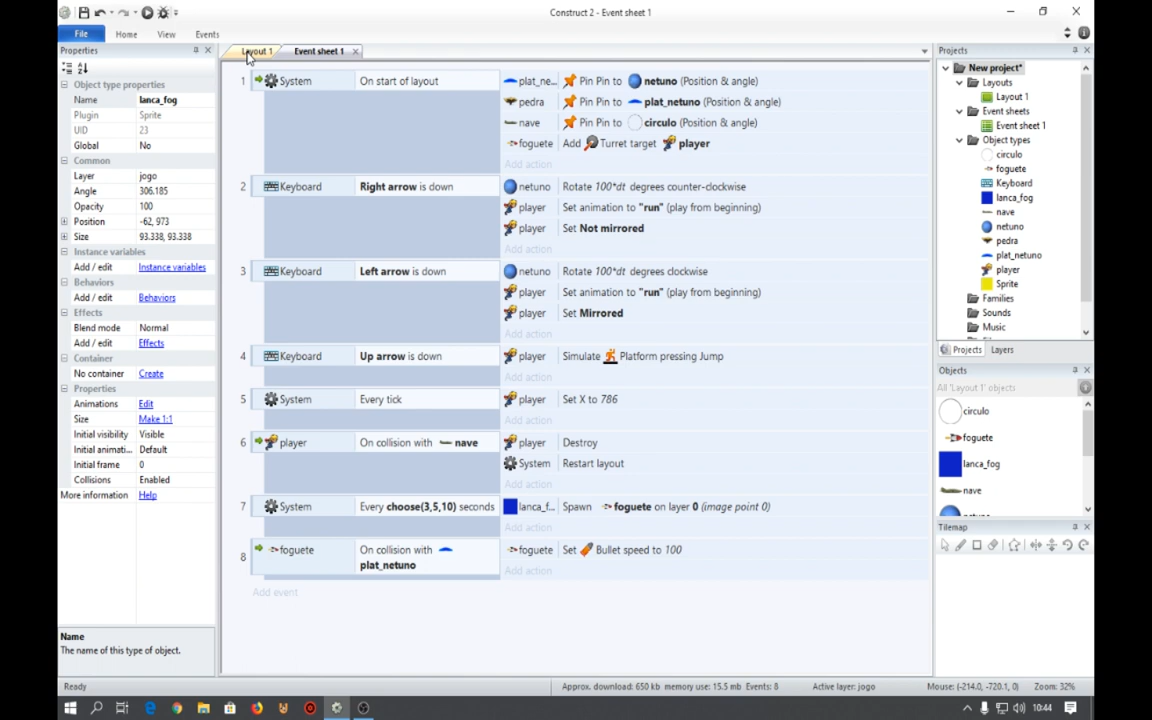 Construct 2 - Event sheet 1
File Home View Events
Properties
Layout 1 Event sheet 1
Projects
Object type properties
Name lanca_fog
Plugin Sprite
UID 23
Global No
Common
Layer jogo
Angle 306.185
Opacity 100
Position -62, 973
Size 93.338, 93.338
Instance variables
Add / edit Instance variables
Behaviors
Add / edit Behaviors
Effects
Blend mode Normal
Add / edit Effects
Container
No container Create
Properties
Animations Edit
Size Make 1:1
Initial visibility Visible
Initial animati... Default
Initial frame 0
Collisions Enabled
More information Help
Name
The name of this type of object.
1 System On start of layout plat_ne... Pin Pin to netuno (Position & angle)
pedra Pin Pin to plat_netuno (Position & angle)
nave Pin Pin to circulo (Position & angle)
foguete Add Turret target player
Add action
2 Keyboard Right arrow is down netuno Rotate 100*dt degrees counter-clockwise
player Set animation to "run" (play from beginning)
player Set Not mirrored
Add action
3 Keyboard Left arrow is down netuno Rotate 100*dt degrees clockwise
player Set animation to "run" (play from beginning)
player Set Mirrored
Add action
4 Keyboard Up arrow is down player Simulate Platform pressing Jump
Add action
5 System Every tick player Set X to 786
Add action
6 player On collision with nave player Destroy
System Restart layout
Add action
7 System Every choose(3,5,10) seconds lanca_f... Spawn foguete on layer 0 (image point 0)
Add action
8 foguete On collision with plat_netuno foguete Set Bullet speed to 100
Add action
Add event
New project*
Layouts
Layout 1
Event sheets
Event sheet 1
Object types
circulo
foguete
Keyboard
lanca_fog
nave
netuno
pedra
plat_netuno
player
Sprite
Families
Sounds
Music
Projects Layers
Objects
All 'Layout 1' objects
circulo
foguete
lanca_fog
nave
Tilemap
Ready Approx. download: 650 kb memory use: 15.5 mb Events: 8 Active layer: jogo Mouse: (-214.0, -720.1, 0) Zoom: 32%
10:44